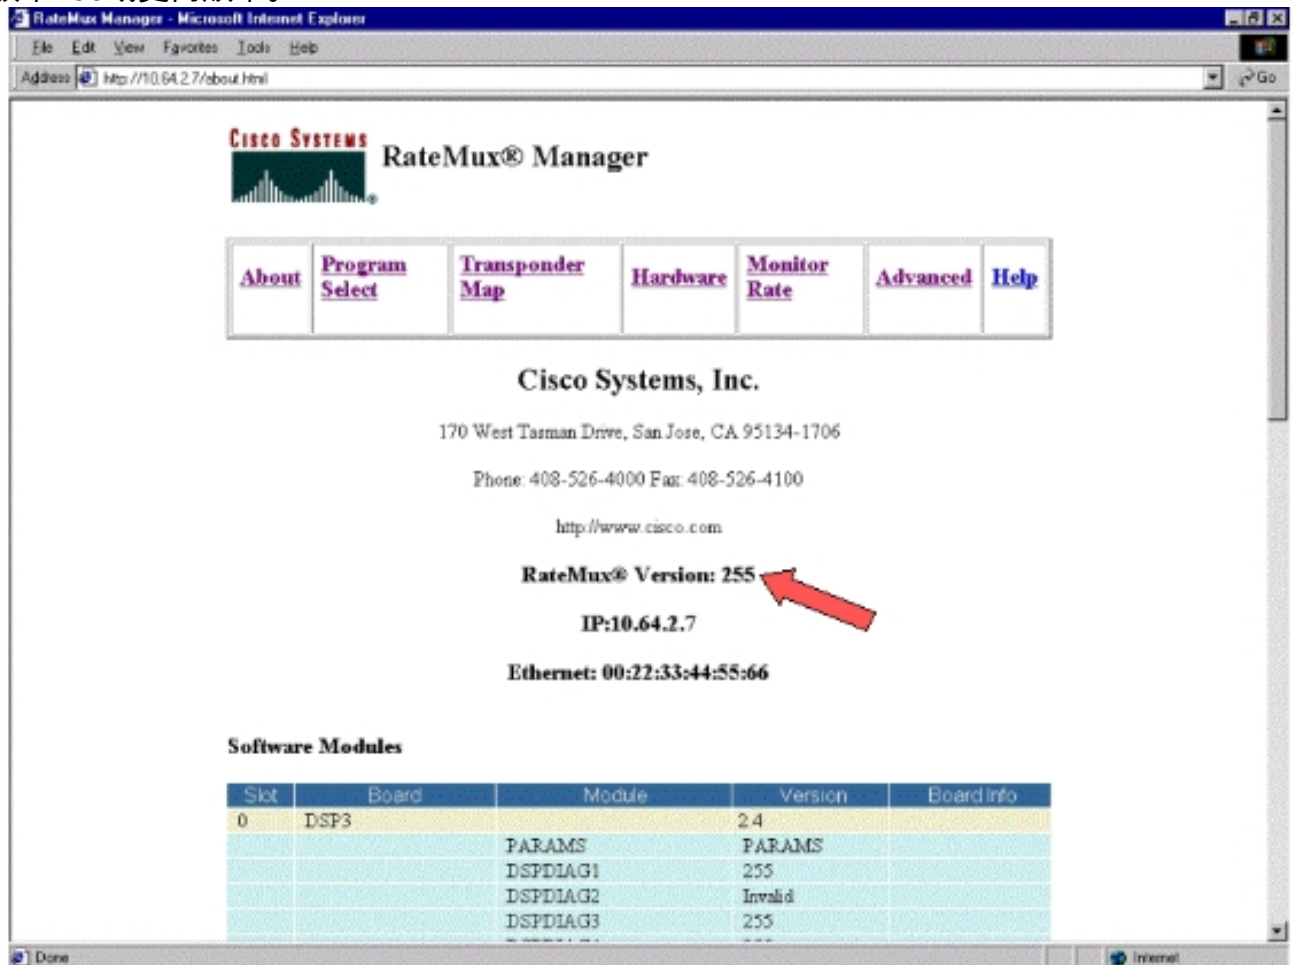 RateMux Manager - Microsoft Internet Explorer
File Edit View Favorites Tools Help
Address http://10.64.2.7/about.html Go
CISCO SYSTEMS
RateMux® Manager
About Program Select Transponder Map Hardware Monitor Rate Advanced Help
Cisco Systems, Inc.
170 West Tasman Drive, San Jose, CA 95134-1706
Phone: 408-526-4000 Fax: 408-526-4100
http://www.cisco.com
RateMux® Version: 255
IP:10.64.2.7
Ethernet: 00:22:33:44:55:66
Software Modules
Slot Board Module Version Board Info
0 DSP3 2.4
PARAMS PARAMS
DSPDIAG1 255
DSPDIAG2 Invalid
DSPDIAG3 255
Done Internet